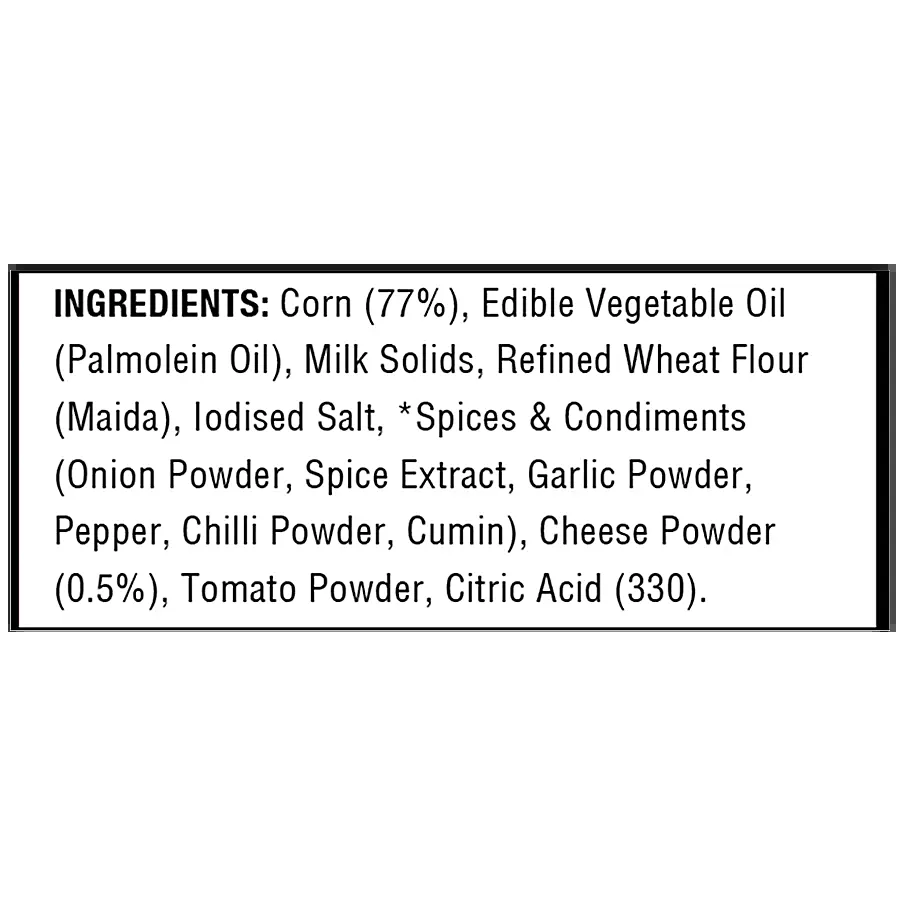 INGREDIENTS: Corn (77%), Edible Vegetable Oil
(Palmolein Oil), Milk Solids, Refined Wheat Flour
(Maida), Iodised Salt, *Spices & Condiments
(Onion Powder, Spice Extract, Garlic Powder,
Pepper, Chilli Powder, Cumin), Cheese Powder
(0.5%), Tomato Powder, Citric Acid (330).